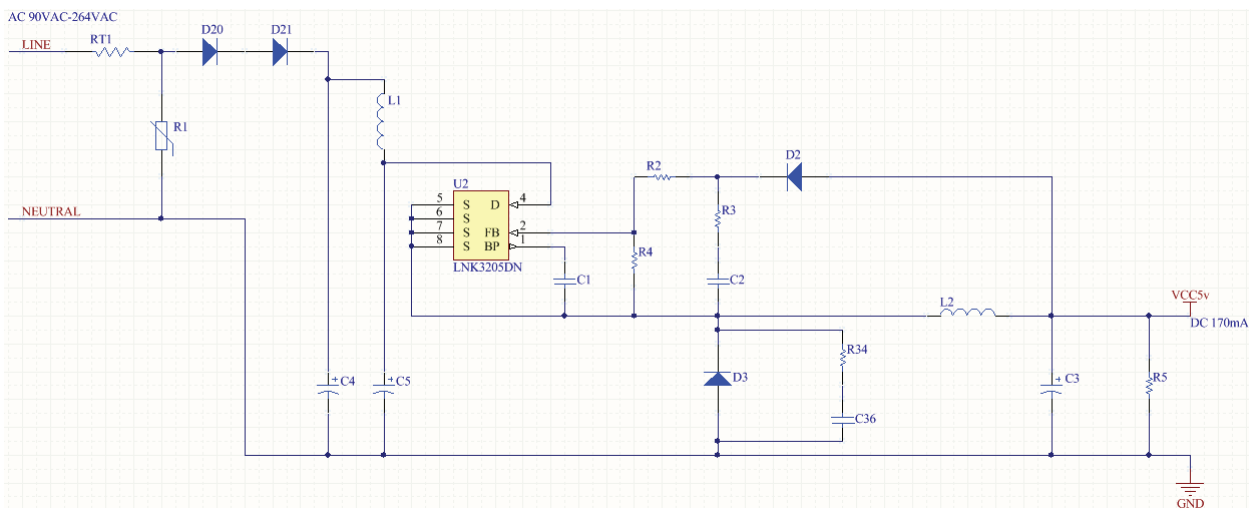 AC 90VAC-264VAC
LINE
RT1
D20
D21
L1
R1
NEUTRAL
U2
5 S D 4
6 S
7 S FB 2
8 S BP 1
LNK3205DN
C1
R2
R4
R3
C2
D2
L2
VCC5v
DC 170mA
C4
C5
D3
R34
C36
C3
R5
GND